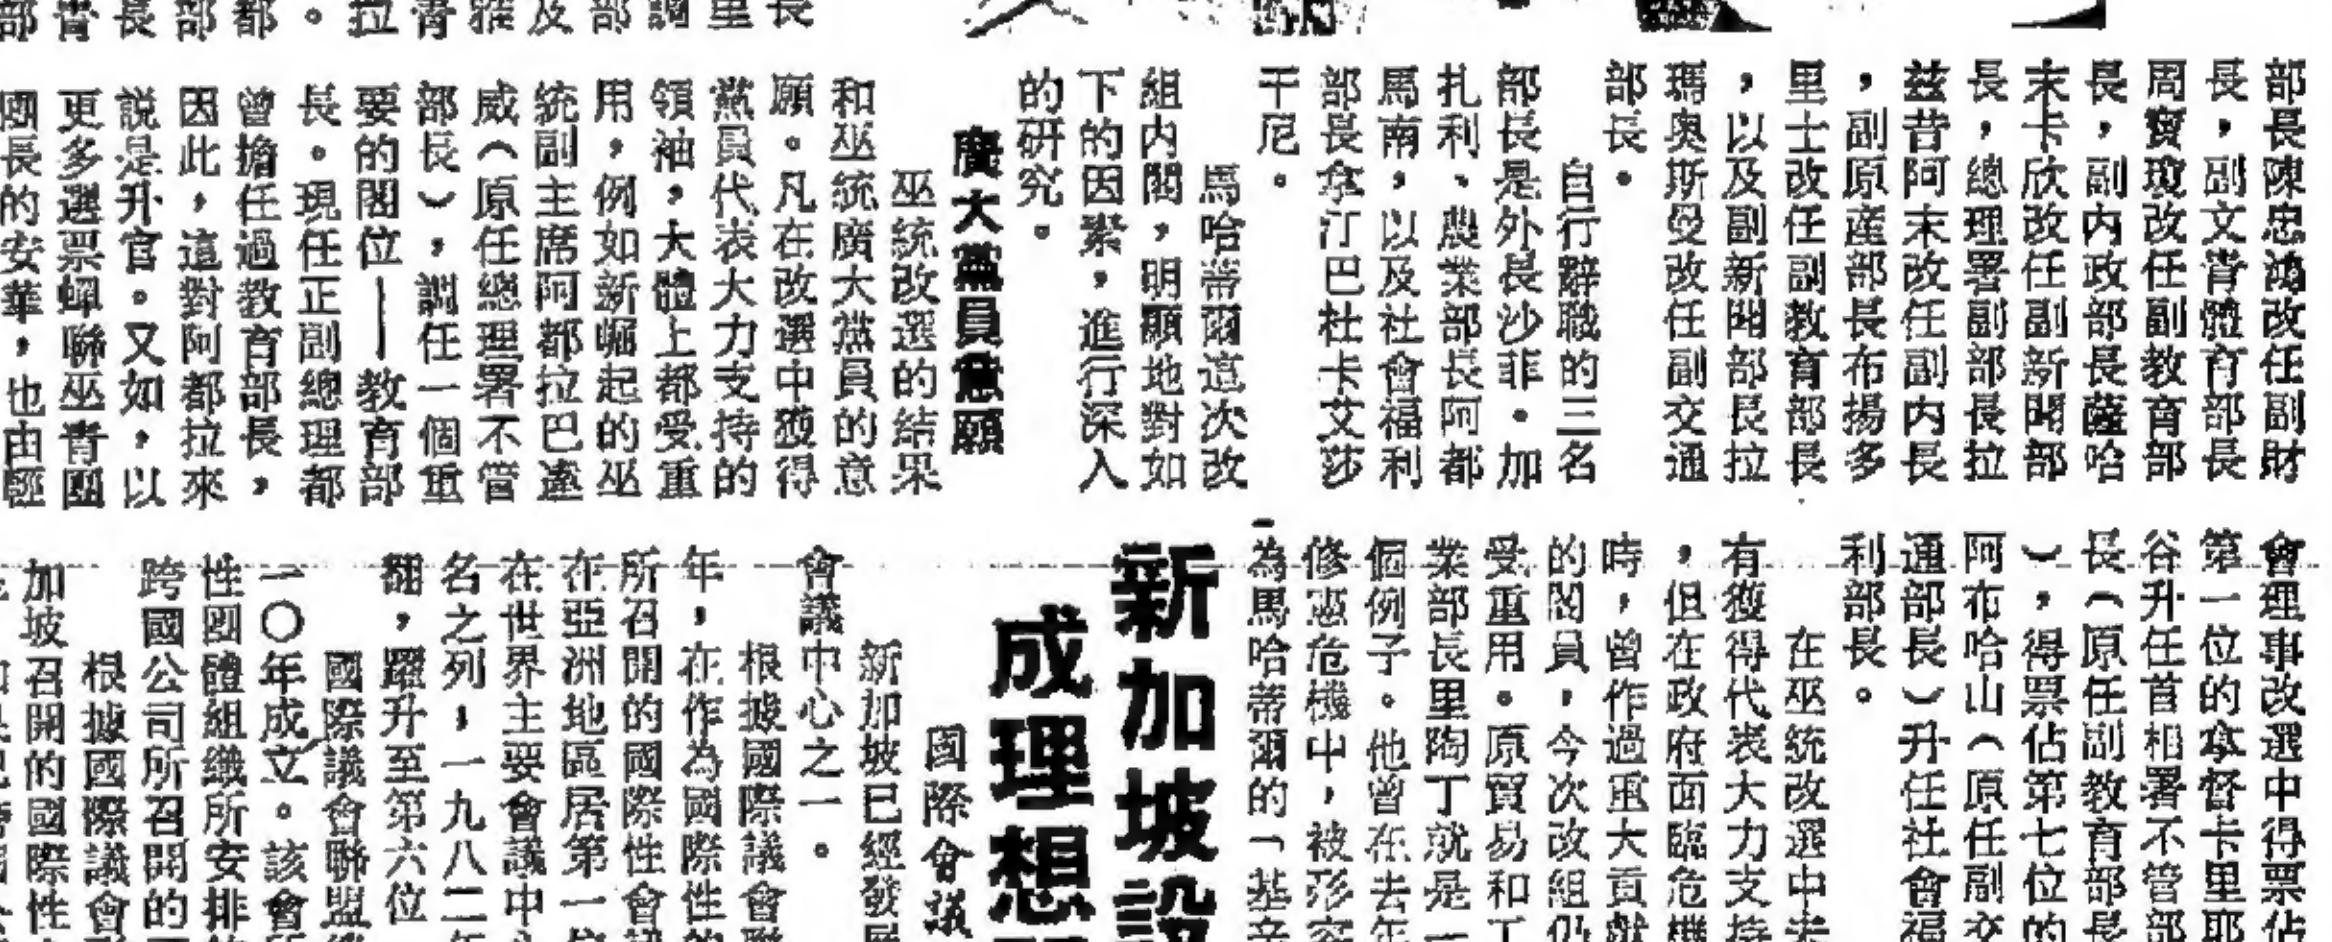 部長陳忠鴻改任副財
長，副文青體育部長
周寶瓊改任副教育部
長，副内政部長薩哈
末卡欣改任副新聞部
長，總理署副部長拉
茲昔阿末改任副内長
，副原產部長布揚多
里士改任副教育部長
，以及副新聞部長拉
瑪奥斯曼改任副交通
部長。
自行辭職的三名
部長是外長沙菲。加
扎利、農業部長阿都
馬南，以及社會福利
部長拿汀巴杜卡艾莎
干尼。
馬哈蒂爾這次改
組内閣，明顯地對如
下的因素，進行深入
的研究。
廣大黨員意願
巫統改選的結果
和巫統廣大黨員的意
願。凡在改選中獲得
黨員代表大力支持的
領袖，大體上都受重
用，例如新崛起的巫
統副主席阿都拉巴達
威（原任總理署不管
部長），調任一個重
要的閣位——教育部
長。現任正副總理都
曾擔任過教育部長，
因此，這對阿都拉來
説是升官。又如，以
更多選票蟬聯巫青團
團長的安華，也由
會理事改選中得票佔
第一位的拿督卡里耶
谷升任首相署不管部
長（原任副教育部長
），得票佔第七位的
阿布哈山（原任副交
通部長）升任社會福
利部長。
在巫統改選中未
有獲得代表大力支持
，但在政府面臨危機
時，曾作過重大貢獻
的閣員，今次改組仍
受重用。原貿易和工
業部長里陶丁就是一
個例子。他曾在去年
修憲危機中，被形容
為馬哈蒂爾的「基辛
新加坡設
成理想
國際會議
新加坡已經發展
會議中心之一。
根據國際議會聯
年，在作為國際性的
所召開的國際性會議
在亞洲地區居第一位
在世界主要會議中心
名之列，一九八二年
翻，躍升至第六位
國際議會聯盟
一〇年成立。該會所
性團體組織所安排
跨國公司所召開的
根據國際議會
加坡召開的國際性